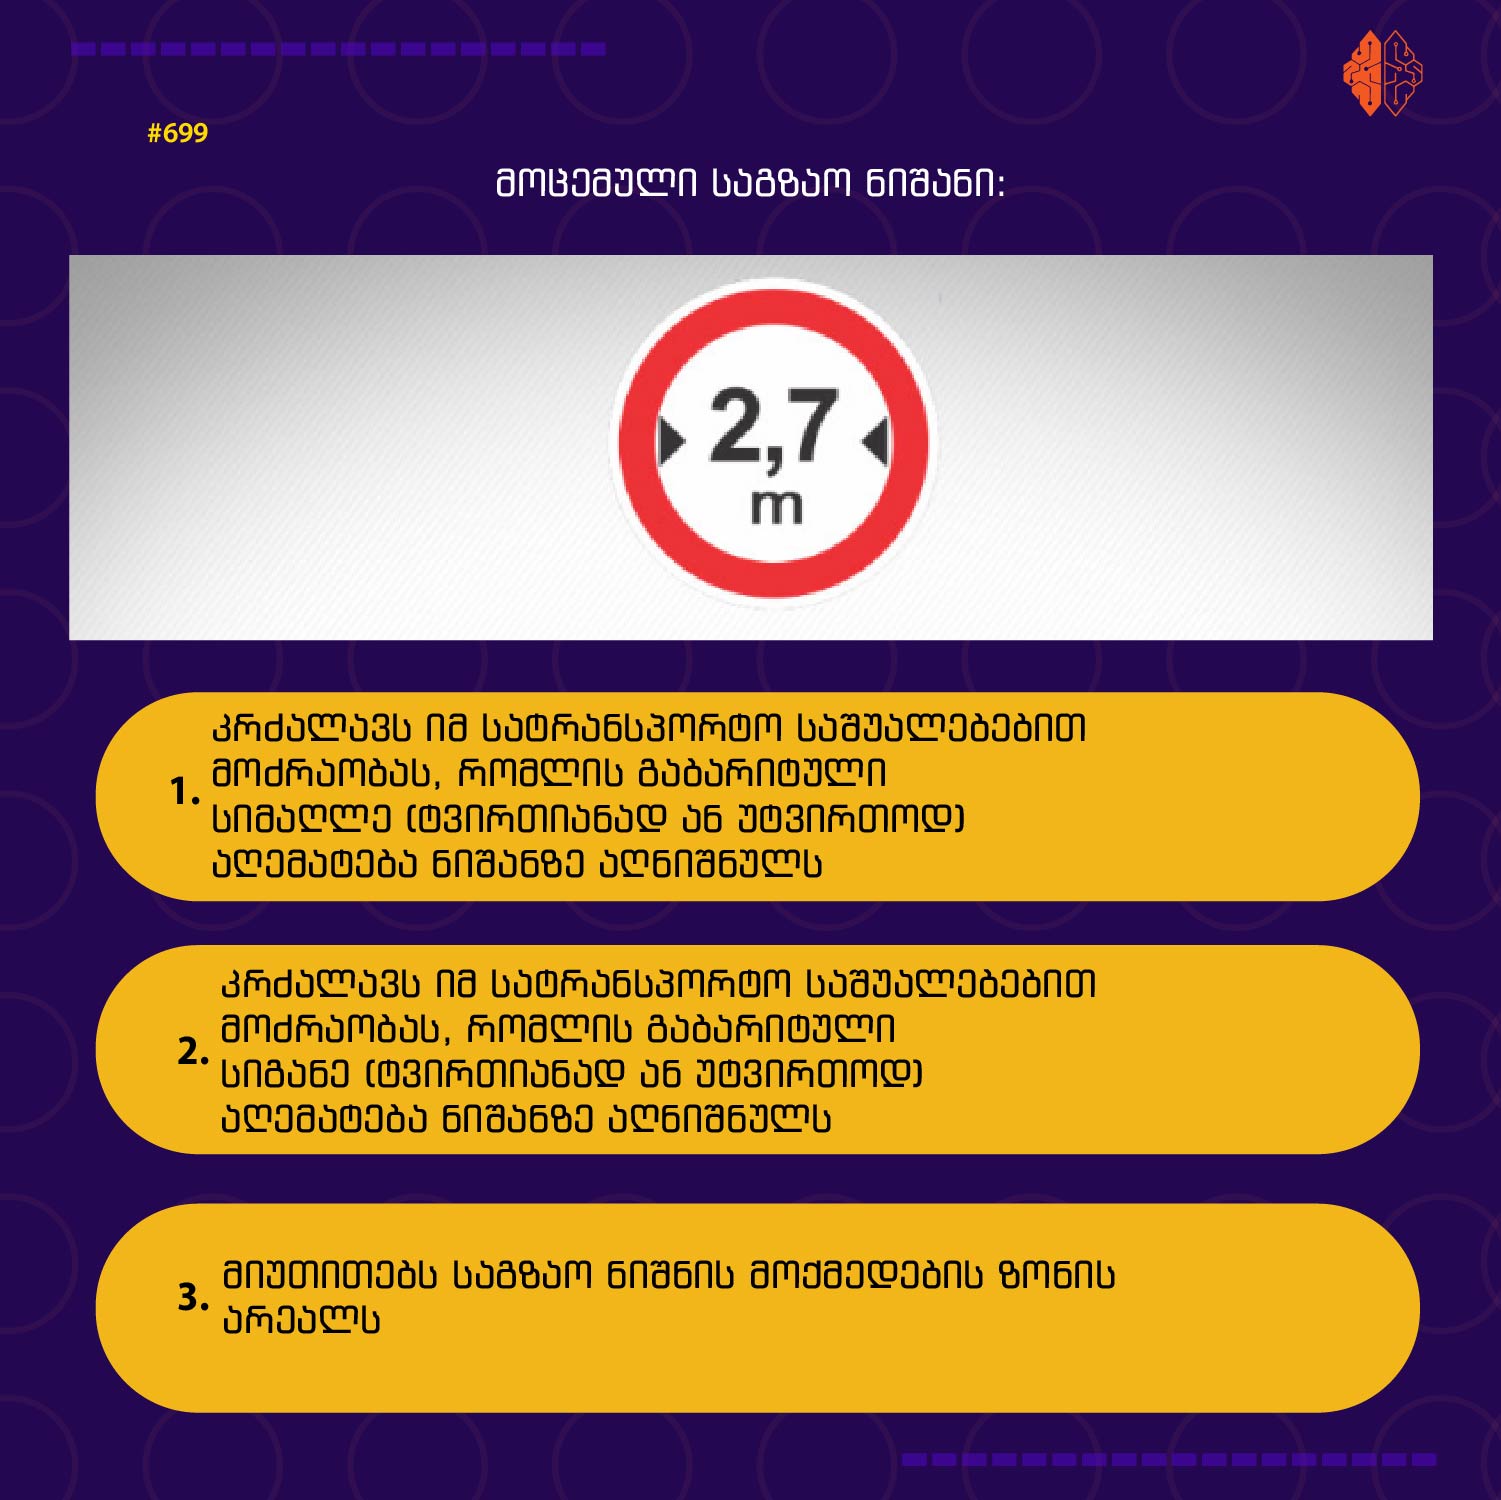 #699
მოცემული საგზაო ნიშანი:
2,7
m
1. კრძალავს იმ სატრანსპორტო საშუალებებით
მოძრაობას, რომლის გაბარიტული
სიმაღლე (ტვირთიანად ან უტვირთოდ)
აღემატება ნიშანზე აღნიშნულს
2. კრძალავს იმ სატრანსპორტო საშუალებებით
მოძრაობას, რომლის გაბარიტული
სიგანე (ტვირთიანად ან უტვირთოდ)
აღემატება ნიშანზე აღნიშნულს
3. მიუთითებს საგზაო ნიშნის მოქმედების ზონის
არეალს